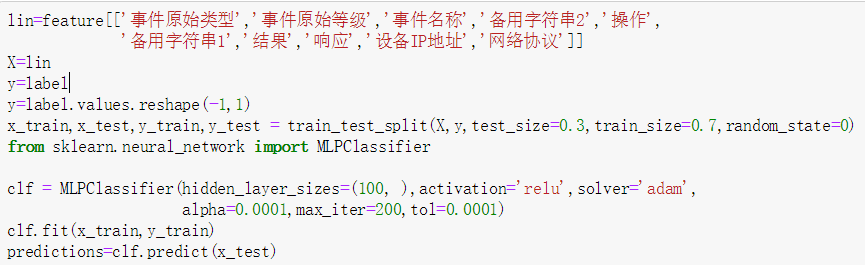 lin=feature[['事件原始类型','事件原始等级','事件名称','备用字符串2','操作',
'备用字符串1','结果','响应','设备IP地址','网络协议']]
X=lin
y=label
y=label.values.reshape(-1,1)
x_train,x_test,y_train,y_test = train_test_split(X,y,test_size=0.3,train_size=0.7,random_state=0)
from sklearn.neural_network import MLPClassifier
clf = MLPClassifier(hidden_layer_sizes=(100, ),activation='relu',solver='adam',
alpha=0.0001,max_iter=200,tol=0.0001)
clf.fit(x_train,y_train)
predictions=clf.predict(x_test)